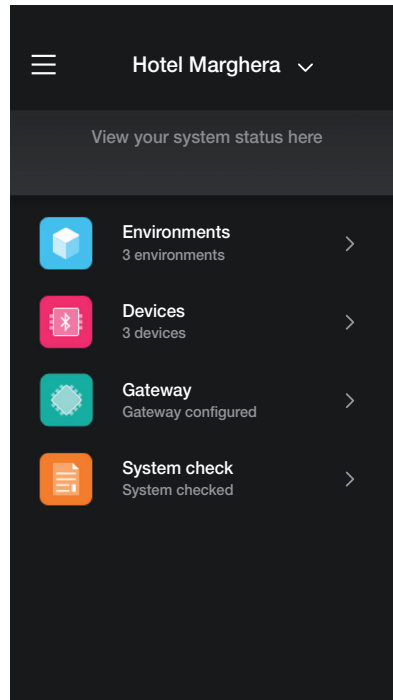 Hotel Marghera
View your system status here
Environments
3 environments
Devices
3 devices
Gateway
Gateway configured
System check
System checked